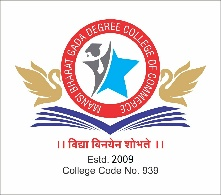 MANSI BHARAT GADA DEGREE COLLEGE OF COMMERCE
।। विद्या विनयेन शोभते ।।
Estd. 2009
College Code No. 939